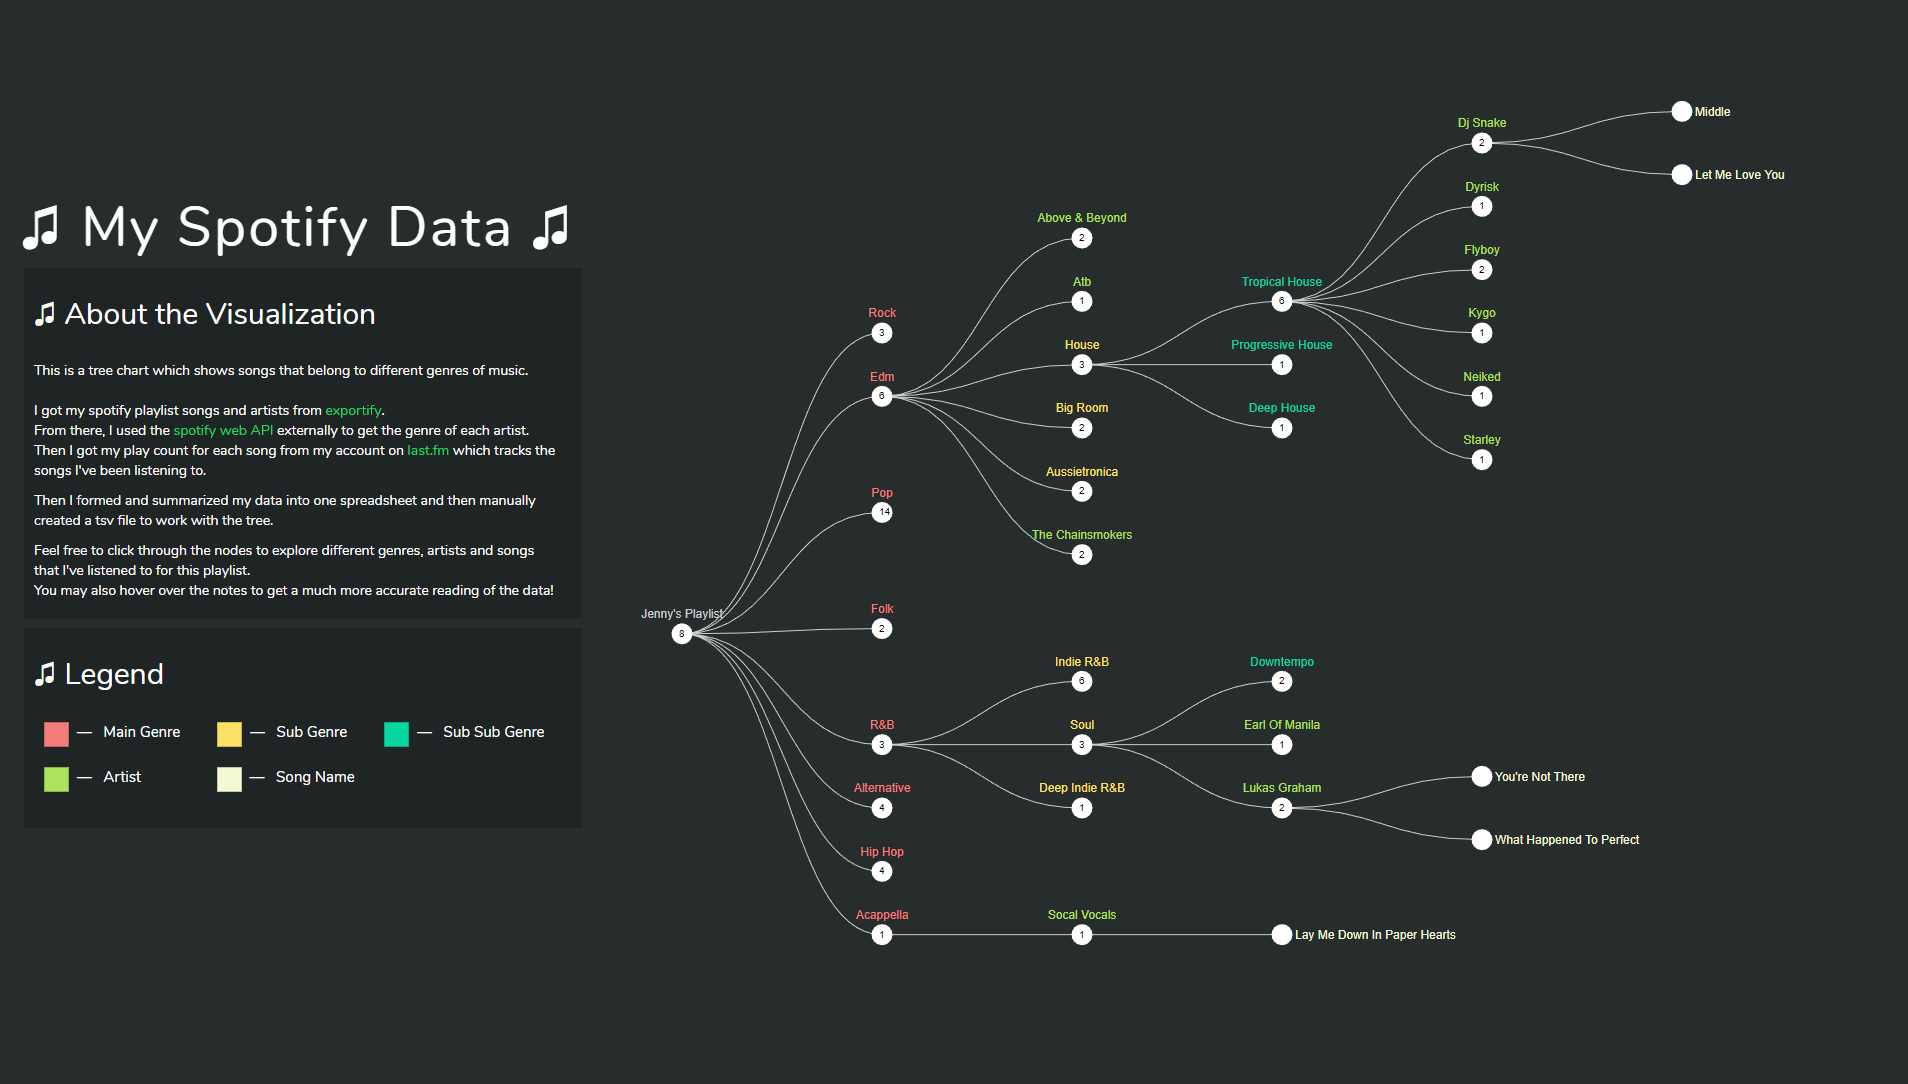 My Spotify Data
About the Visualization
This is a tree chart which shows songs that belong to different genres of music.
I got my spotify playlist songs and artists from exportify.
From there, I used the spotify web API externally to get the genre of each artist.
Then I got my play count for each song from my account on last.fm which tracks the
songs I've been listening to.
Then I formed and summarized my data into one spreadsheet and then manually
created a tsv file to work with the tree.
Feel free to click through the nodes to explore different genres, artists and songs
that I've listened to for this playlist.
You may also hover over the notes to get a much more accurate reading of the data!
Legend
— Main Genre
— Sub Genre
— Sub Sub Genre
— Artist
— Song Name
Jenny's Playlist
8
Rock
3
Edm
6
Pop
14
Folk
2
R&B
3
Alternative
4
Hip Hop
4
Acappella
1
Above & Beyond
2
Atb
1
House
3
Big Room
2
Aussietronica
2
The Chainsmokers
2
Indie R&B
6
Soul
3
Deep Indie R&B
1
Socal Vocals
1
Tropical House
6
Progressive House
1
Deep House
1
Downtempo
2
Earl Of Manila
1
Lukas Graham
2
Lay Me Down In Paper Hearts
Dj Snake
2
Dyrisk
1
Flyboy
2
Kygo
1
Neiked
1
Starley
1
You're Not There
What Happened To Perfect
Middle
Let Me Love You